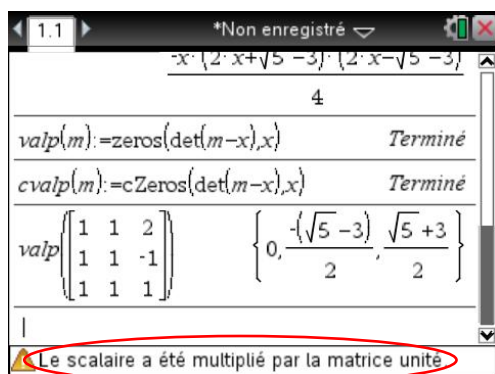 1.1 *Non enregistré
-x·(2·x+√5 -3)·(2·x-√5 -3)
4
valp(m):=zeros(det(m-x),x) Terminé
cvalp(m):=cZeros(det(m-x),x) Terminé
valp([1 1 2
1 1 -1
1 1 1]) {0, -(√5 -3)/2, √5 +3/2}
Le scalaire a été multiplié par la matrice unité.